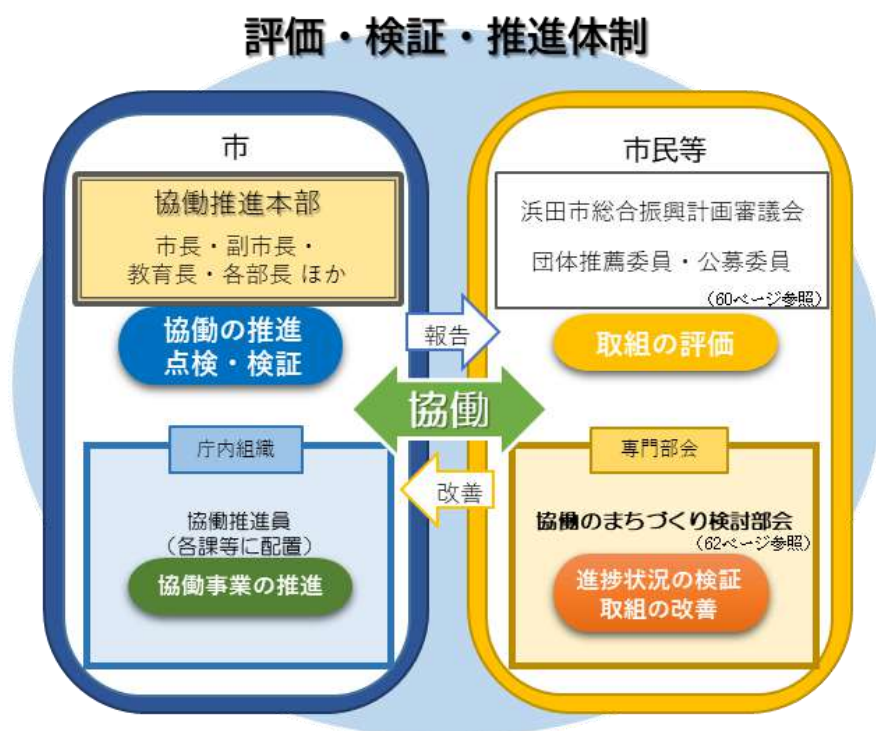 評価・検証・推進体制
市
協働推進本部
市長・副市長・
教育長・各部長 ほか
協働の推進
点検・検証
庁内組織
協働推進員
（各課等に配置）
協働事業の推進
報告
協働
改善
市民等
浜田市総合振興計画審議会
団体推薦委員・公募委員
（60ページ参照）
取組の評価
専門部会
協働のまちづくり検討部会
（62ページ参照）
進捗状況の検証
取組の改善